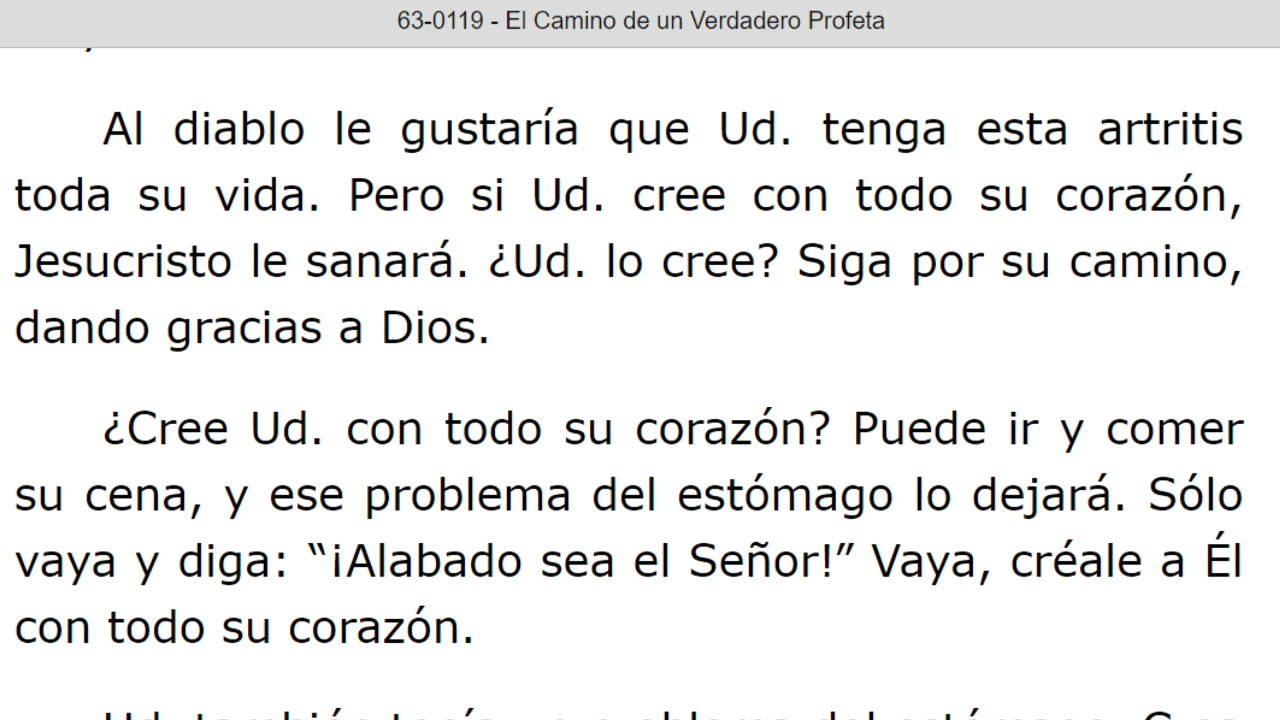 63-0119 - El Camino de un Verdadero Profeta
Al diablo le gustaría que Ud. tenga esta artritis
toda su vida. Pero si Ud. cree con todo su corazón,
Jesucristo le sanará. ¿Ud. lo cree? Siga por su camino,
dando gracias a Dios.
¿Cree Ud. con todo su corazón? Puede ir y comer
su cena, y ese problema del estómago lo dejará. Sólo
vaya y diga: “¡Alabado sea el Señor!” Vaya, créale a Él
con todo su corazón.